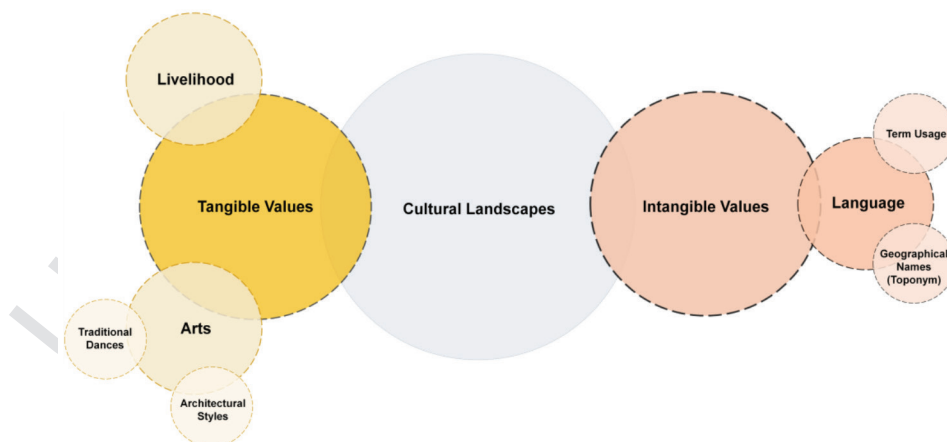 Livelihood
Tangible Values
Cultural Landscapes
Intangible Values
Term Usage
Language
Geographical
Names
(Toponym)
Arts
Traditional
Dances
Architectural
Styles